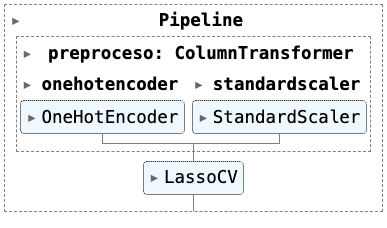 Pipeline
preproceso: ColumnTransformer
onehotencoder standardscaler
OneHotEncoder StandardScaler
LassoCV